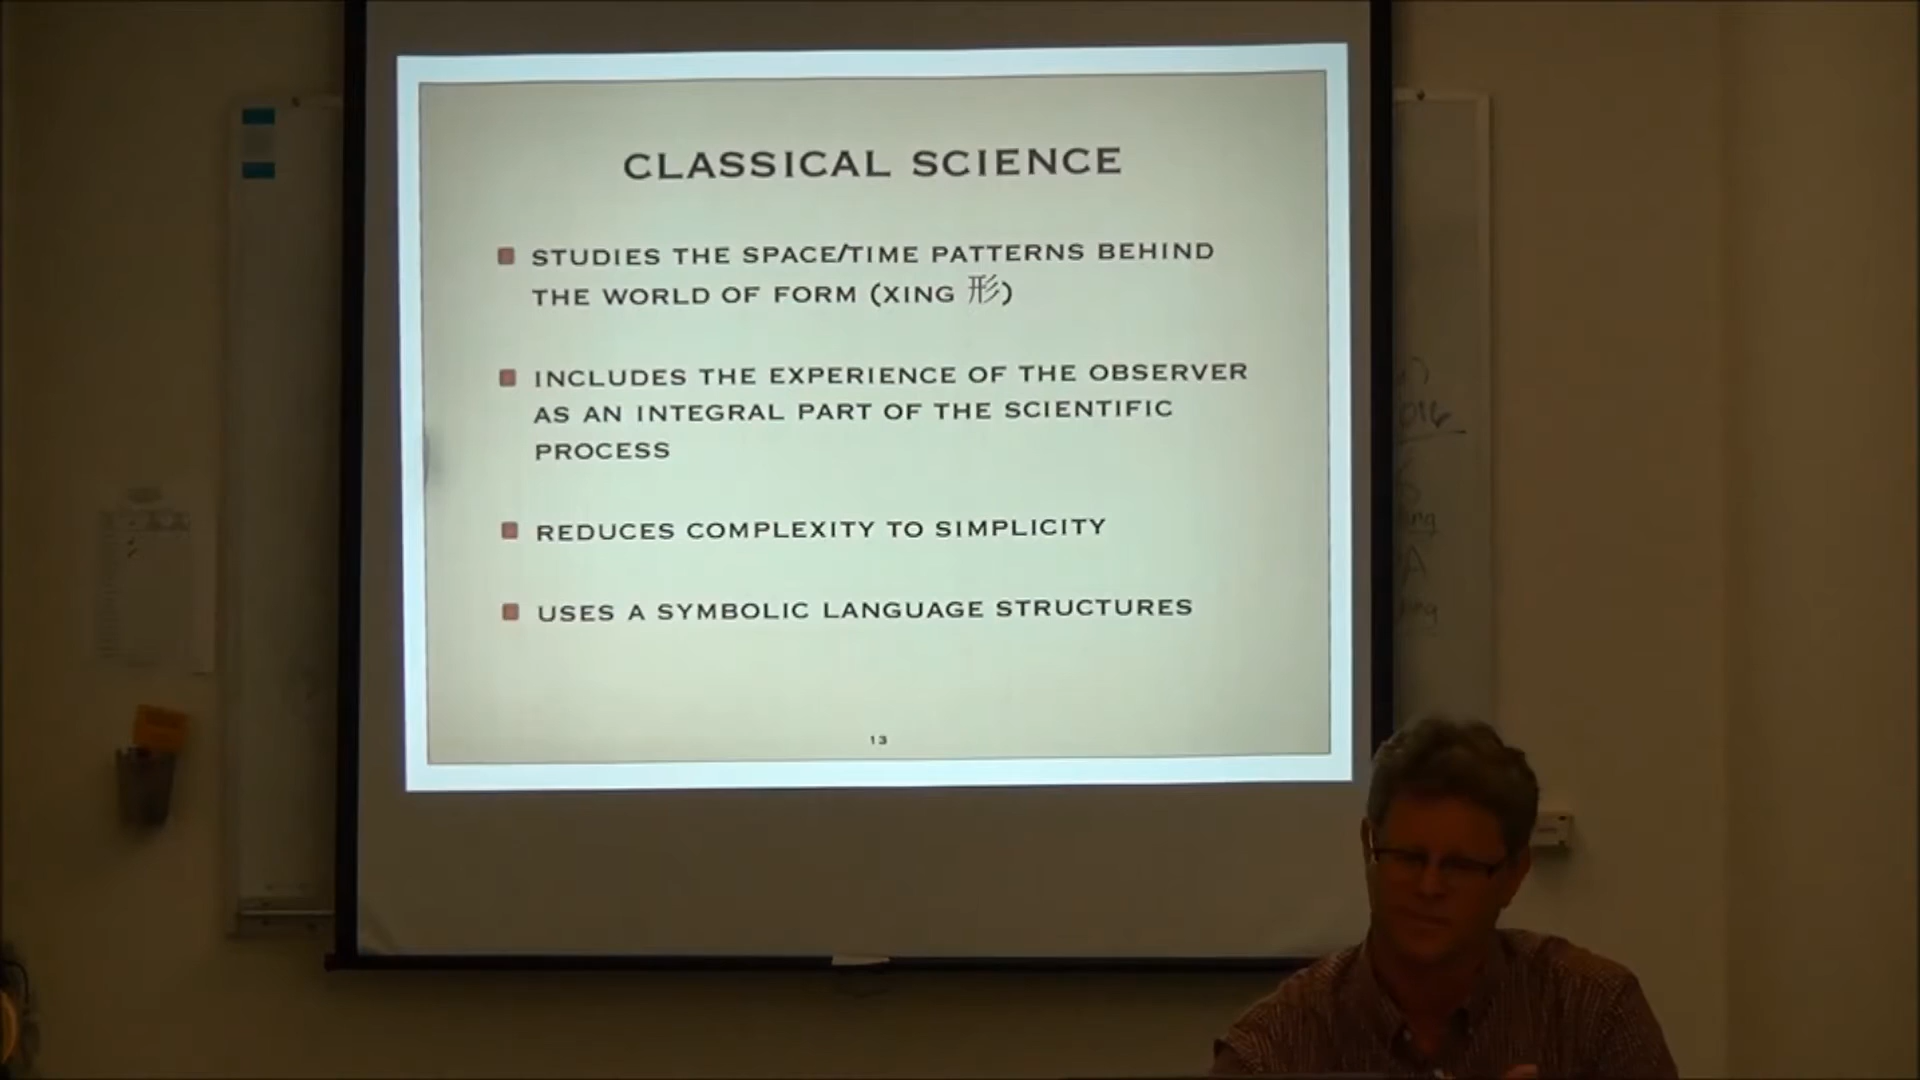 CLASSICAL SCIENCE
STUDIES THE SPACE/TIME PATTERNS BEHIND
THE WORLD OF FORM (XING 形)
INCLUDES THE EXPERIENCE OF THE OBSERVER
AS AN INTEGRAL PART OF THE SCIENTIFIC
PROCESS
REDUCES COMPLEXITY TO SIMPLICITY
USES A SYMBOLIC LANGUAGE STRUCTURES
13